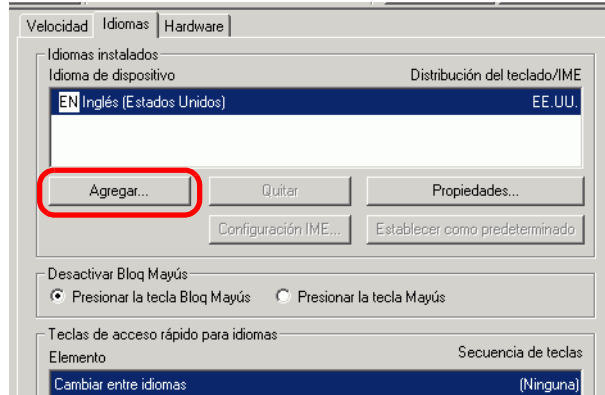 Velocidad Idiomas Hardware
Idiomas instalados
Idioma de dispositivo Distribución del teclado/IME
EN Inglés (Estados Unidos) EE.UU.
Agregar... Quitar Propiedades...
Configuración IME... Establecer como predeterminado
Desactivar Bloq Mayús
Presionar la tecla Bloq Mayús Presionar la tecla Mayús
Teclas de acceso rápido para idiomas
Elemento Secuencia de teclas
Cambiar entre idiomas (Ninguna)